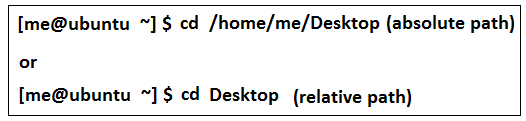 [me@ubuntu ~] $ cd /home/me/Desktop (absolute path)
or
[me@ubuntu ~] $ cd Desktop (relative path)